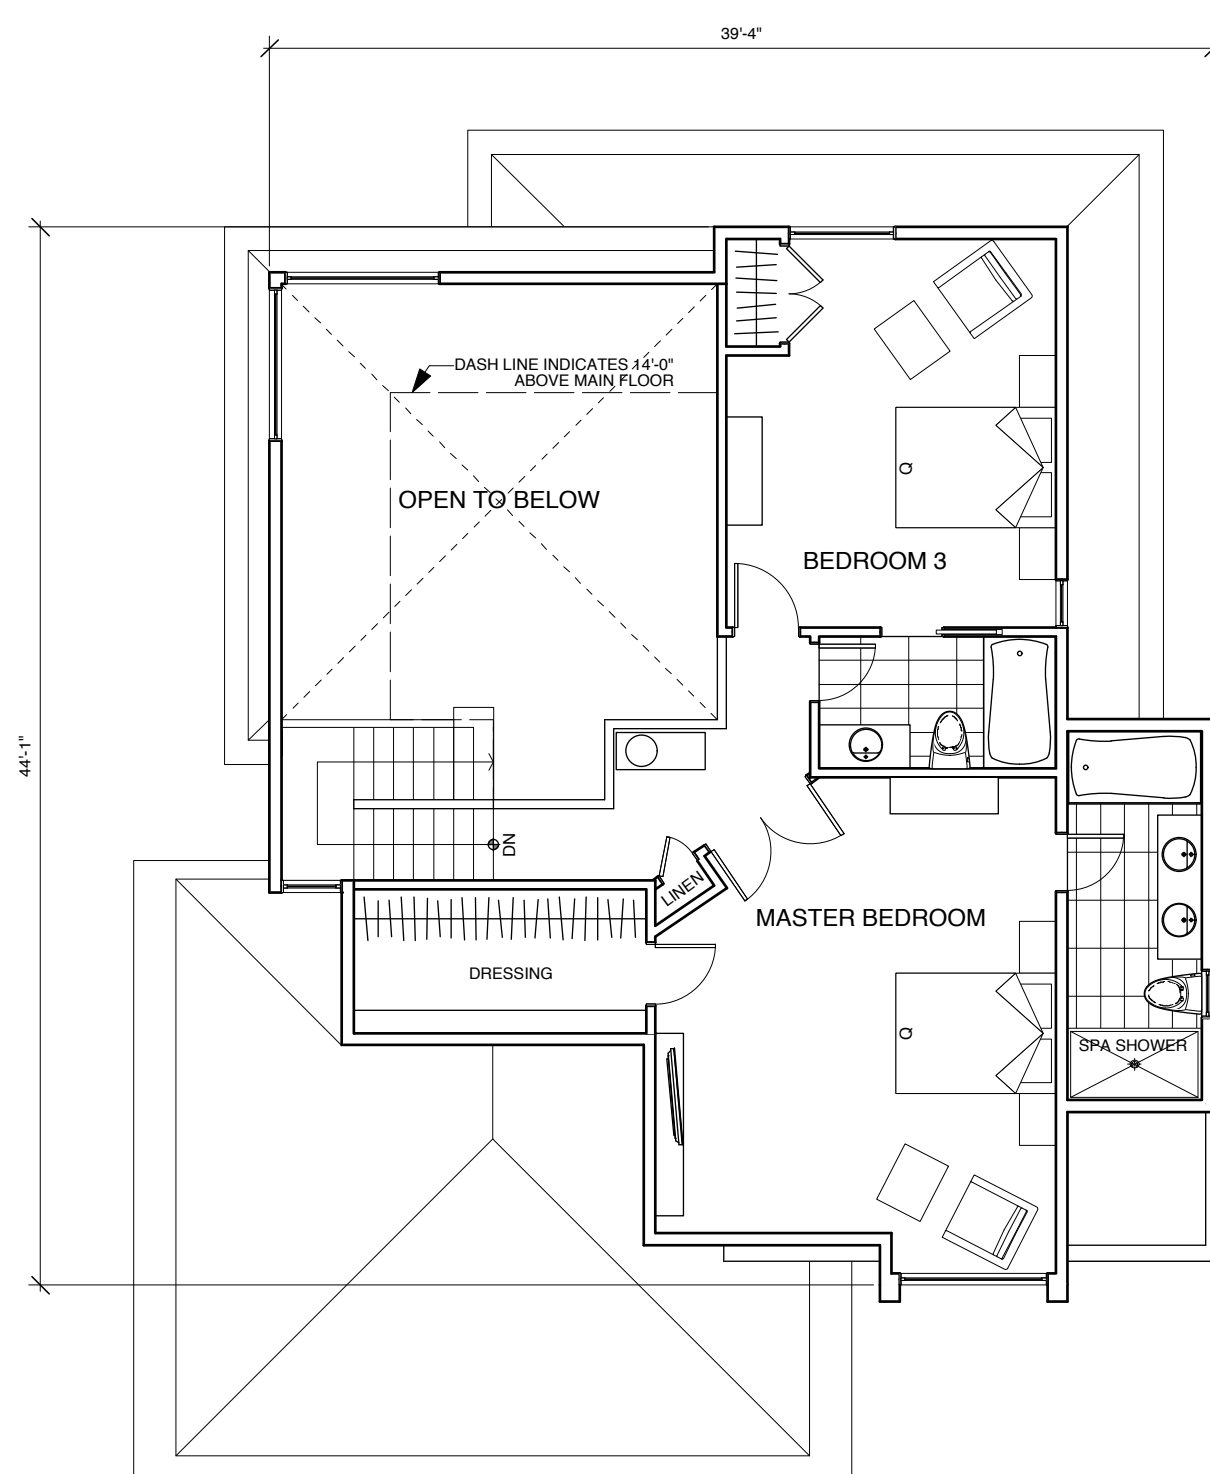 39'-4"
DASH LINE INDICATES 14'-0"
ABOVE MAIN FLOOR
OPEN TO BELOW
Q
BEDROOM 3
44'-1"
DN
LINEN
MASTER BEDROOM
DRESSING
Q
SPA SHOWER